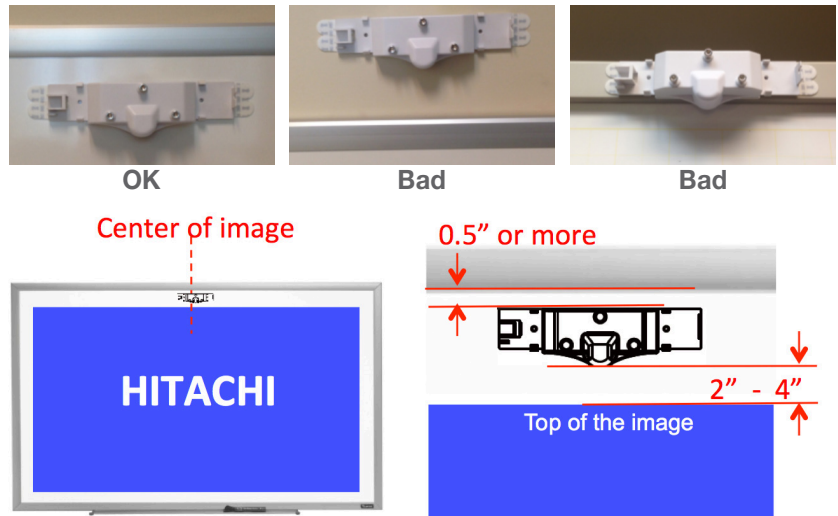 OK
Bad
Bad
Center of image
HITACHI
0.5” or more
2” - 4”
Top of the image